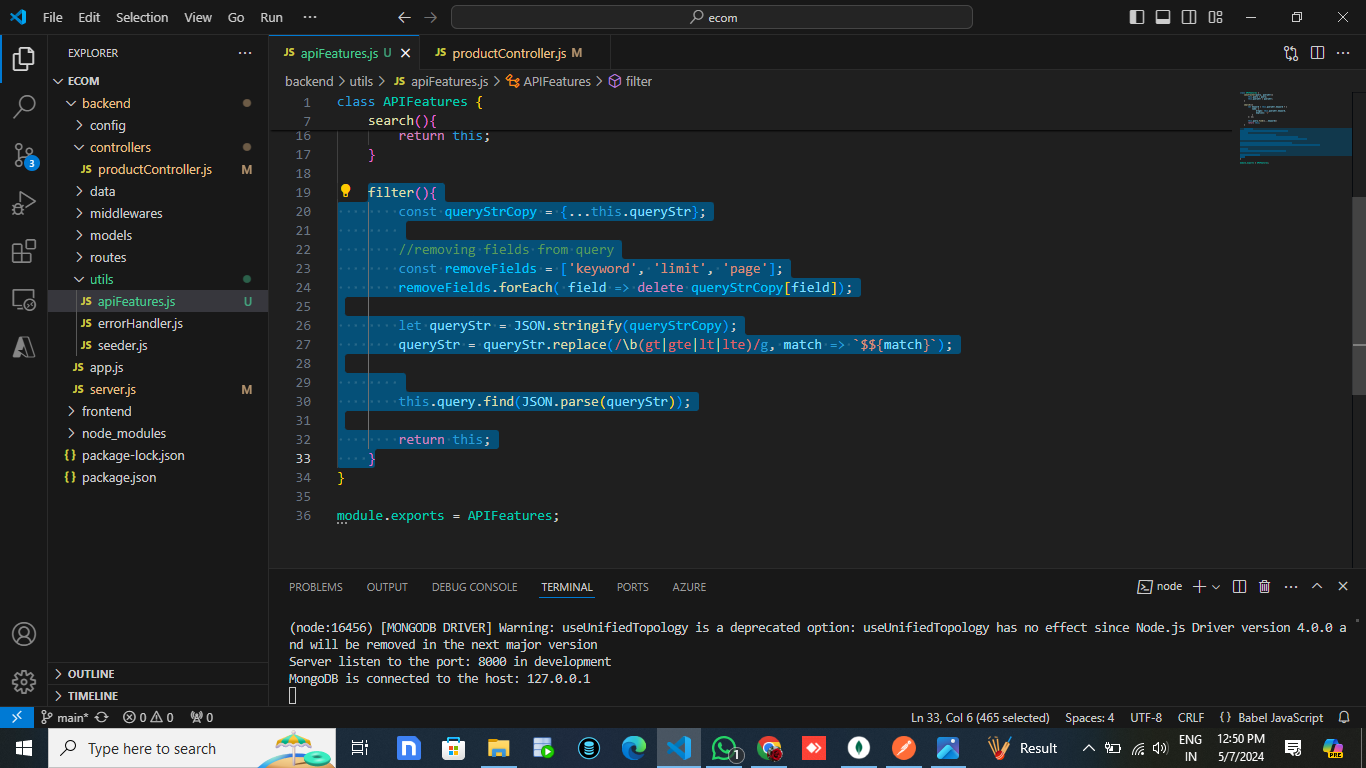 File Edit Selection View Go Run ··· ecom
EXPLORER ···
ECOM
backend
config
controllers
JS productController.js M
data
middlewares
models
routes
utils
JS apiFeatures.js U
JS errorHandler.js
JS seeder.js
JS app.js
JS server.js M
frontend
node_modules
{} package-lock.json
{} package.json
OUTLINE
TIMELINE
3
JS apiFeatures.js U
JS productController.js M
backend > utils > JS apiFeatures.js > APIFeatures > filter
1 class APIFeatures {
7 search(){
16 return this;
17 }
18
19 filter(){
20 const queryStrCopy = {...this.queryStr};
21
22 //removing fields from query
23 const removeFields = ['keyword', 'limit', 'page'];
24 removeFields.forEach( field => delete queryStrCopy[field]);
25
26 let queryStr = JSON.stringify(queryStrCopy);
27 queryStr = queryStr.replace(/\b(gt|gte|lt|lte)/g, match => `$${match}`);
28
29
30 this.query.find(JSON.parse(queryStr));
31
32 return this;
33 }
34 }
35
36 module.exports = APIFeatures;
PROBLEMS OUTPUT DEBUG CONSOLE TERMINAL PORTS AZURE
node
(node:16456) [MONGODB DRIVER] Warning: useUnifiedTopology is a deprecated option: useUnifiedTopology has no effect since Node.js Driver version 4.0.0 a
nd will be removed in the next major version
Server listen to the port: 8000 in development
MongoDB is connected to the host: 127.0.0.1
main* 0 0 0 Ln 33, Col 6 (465 selected) Spaces: 4 UTF-8 CRLF {} Babel JavaScript
Type here to search
1
Result
ENG
IN
12:50 PM
5/7/2024
PRE